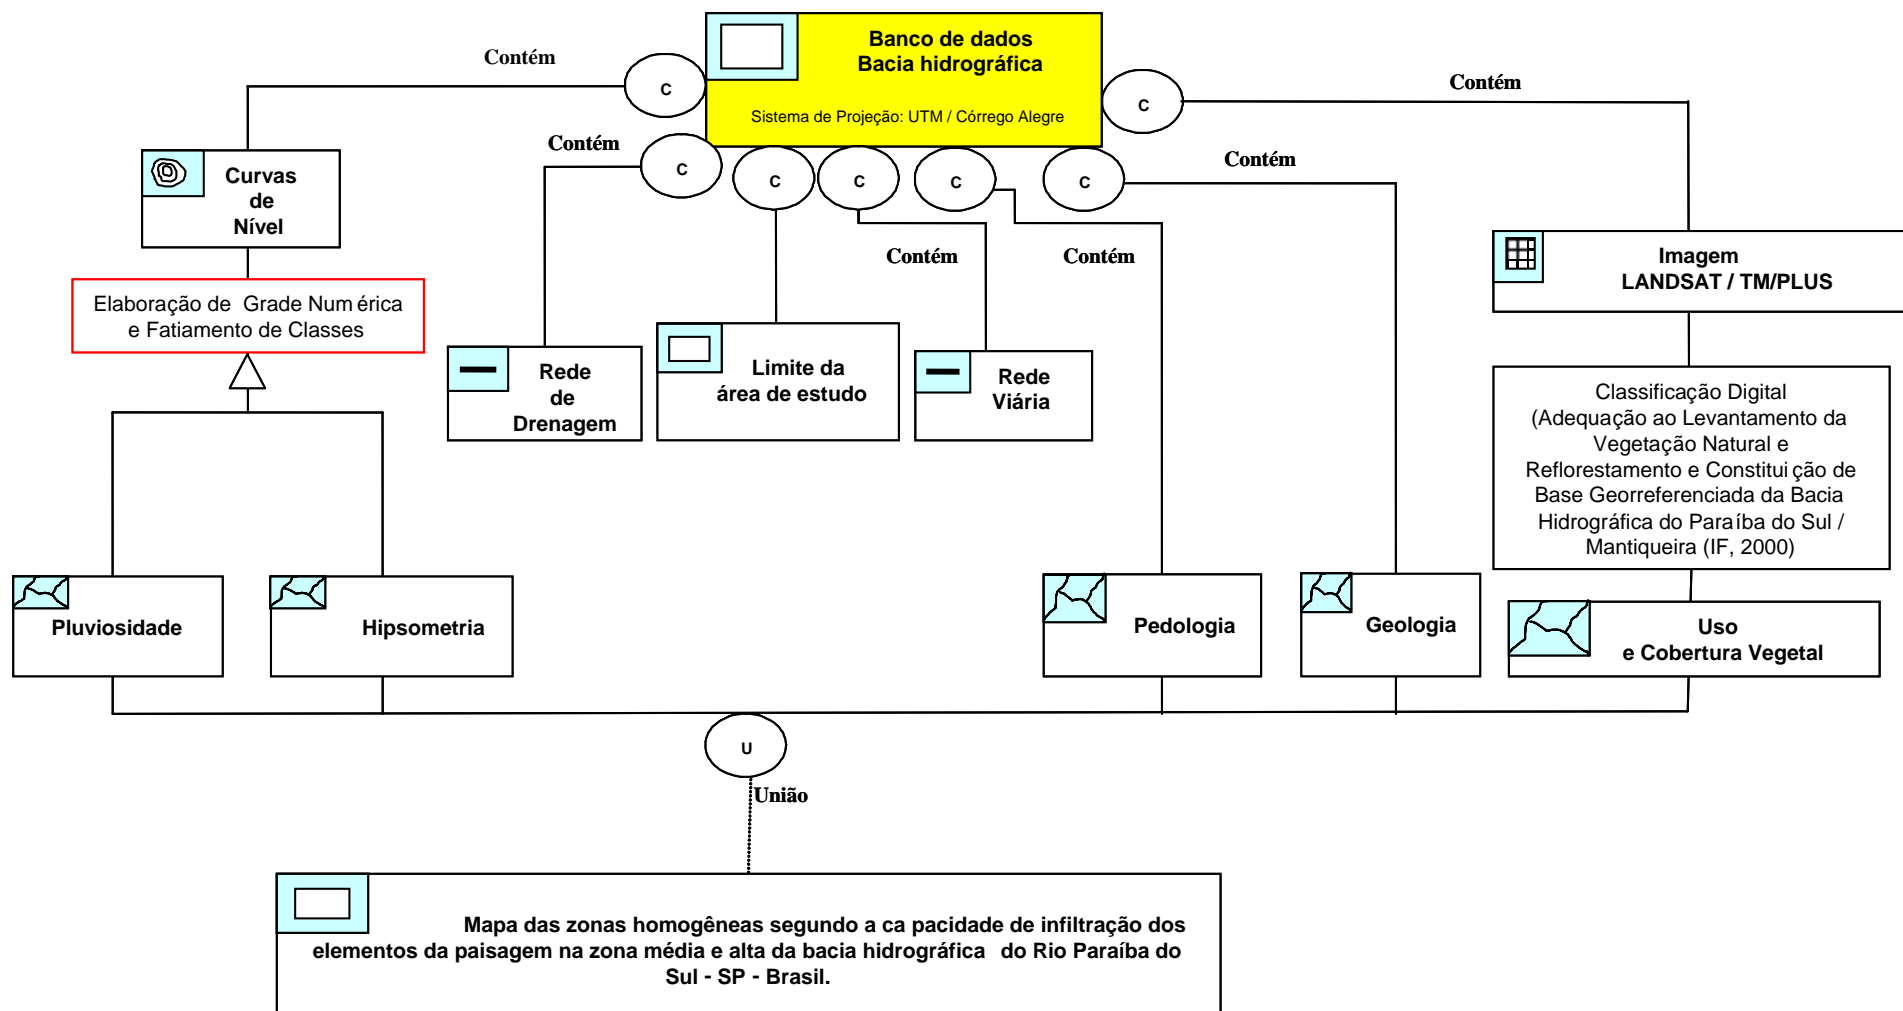 Banco de dados
Bacia hidrográfica
Sistema de Projeção: UTM / Córrego Alegre
Contém
C
Contém
C
Contém
C
C
C
C
C
Contém
Contém
Contém
Curvas
de
Nível
Elaboração de Grade Num érica
e Fatiamento de Classes
Rede
de
Drenagem
Limite da
área de estudo
Rede
Viária
Imagem
LANDSAT / TM/PLUS
Classificação Digital
(Adequação ao Levantamento da
Vegetação Natural e
Reflorestamento e Constitui ção de
Base Georreferenciada da Bacia
Hidrográfica do Para íba do Sul /
Mantiqueira (IF, 2000)
Pluviosidade
Hipsometria
Pedologia
Geologia
Uso
e Cobertura Vegetal
U
União
Mapa das zonas homogêneas segundo a ca pacidade de infiltração dos
elementos da paisagem na zona média e alta da bacia hidrográfica do Rio Paraíba do
Sul - SP - Brasil.